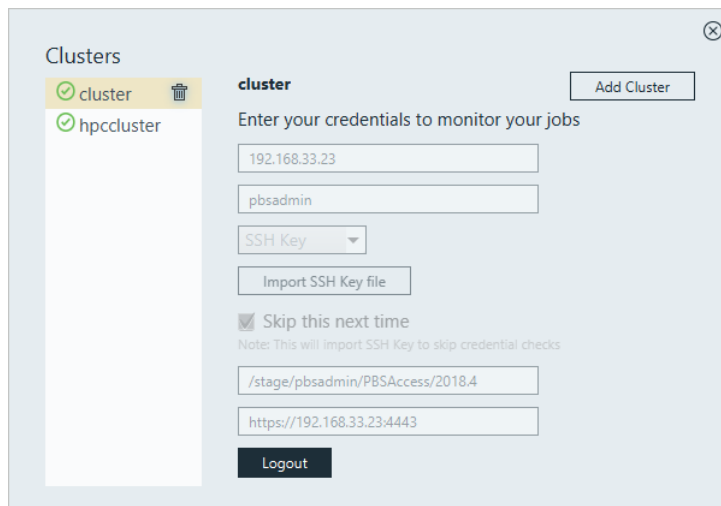 Clusters
cluster
hpccluster
cluster
Add Cluster
Enter your credentials to monitor your jobs
192.168.33.23
pbsadmin
SSH Key
Import SSH Key file
Skip this next time
Note: This will import SSH Key to skip credential checks
/stage/pbsadmin/PBSAccess/2018.4
https://192.168.33.23:4443
Logout